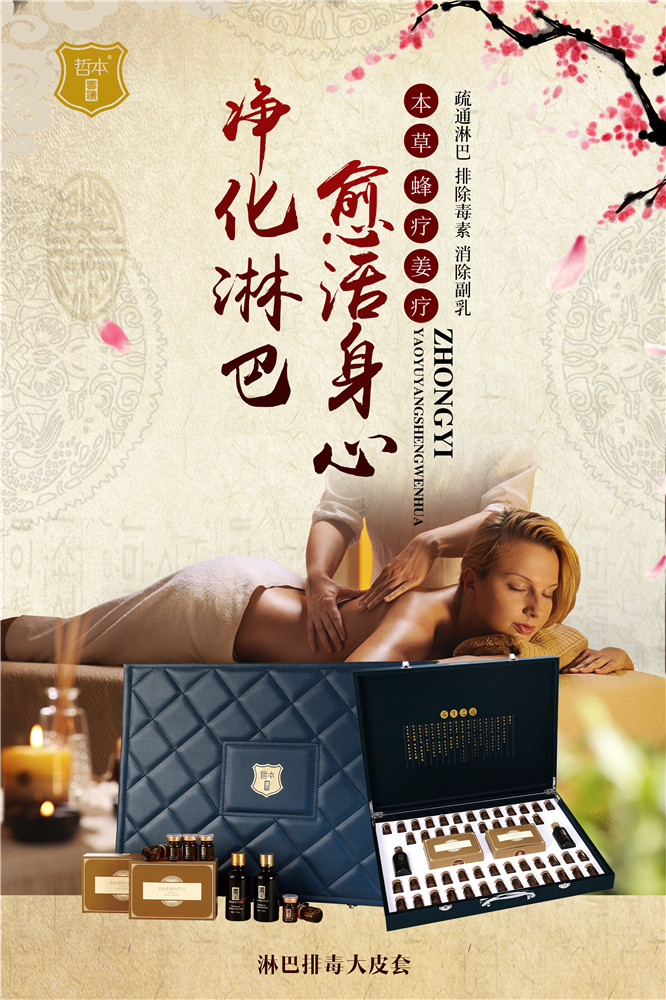 哲本
净化淋巴
愈活身心
本草蜂疗姜疗
疏通淋巴 排除毒素 消除副乳
ZHONGYI
YAOYUYANGSHENGWENHUA
哲本
淋巴排毒大皮套